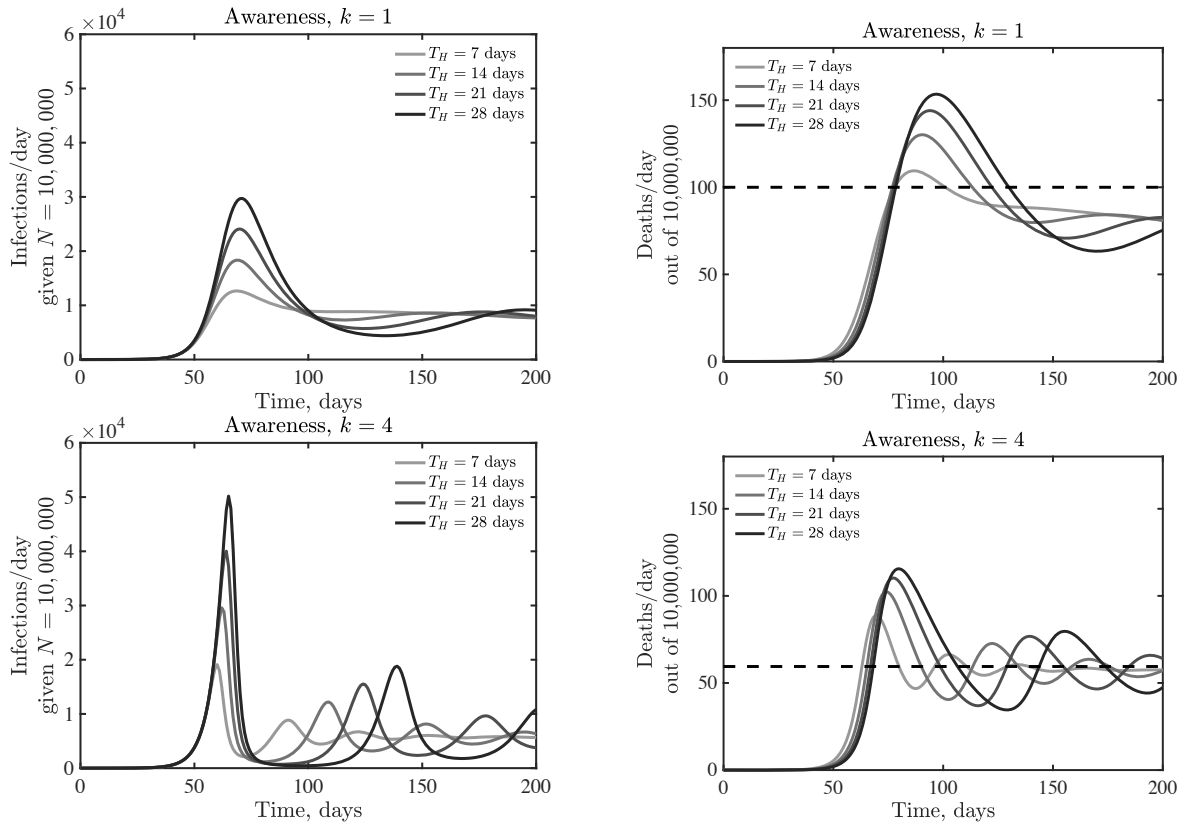 Awareness, k = 1
×10⁴
Infections/day
given N = 10,000,000
6
5
4
3
2
1
0
T_H = 7 days
T_H = 14 days
T_H = 21 days
T_H = 28 days
0 50 100 150 200
Time, days
Awareness, k = 1
Deaths/day
out of 10,000,000
150
100
50
0
T_H = 7 days
T_H = 14 days
T_H = 21 days
T_H = 28 days
0 50 100 150 200
Time, days
Awareness, k = 4
×10⁴
Infections/day
given N = 10,000,000
6
5
4
3
2
1
0
T_H = 7 days
T_H = 14 days
T_H = 21 days
T_H = 28 days
0 50 100 150 200
Time, days
Awareness, k = 4
Deaths/day
out of 10,000,000
150
100
50
0
T_H = 7 days
T_H = 14 days
T_H = 21 days
T_H = 28 days
0 50 100 150 200
Time, days